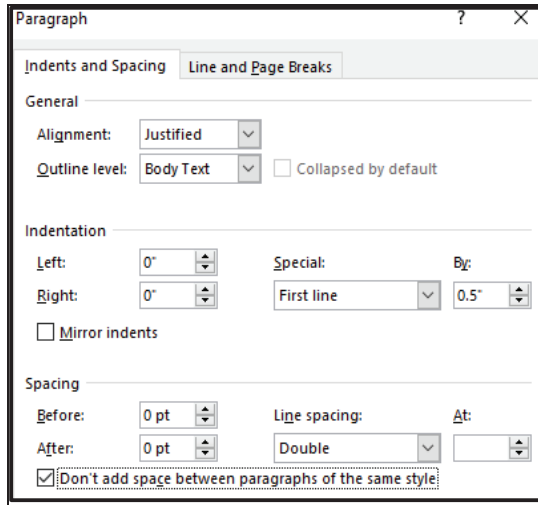 Paragraph ? X
Indents and Spacing Line and Page Breaks
General
Alignment: Justified
Outline level: Body Text Collapsed by default
Indentation
Left: 0" Special: By:
Right: 0" First line 0.5"
Mirror indents
Spacing
Before: 0 pt Line spacing: At:
After: 0 pt Double
Don't add space between paragraphs of the same style